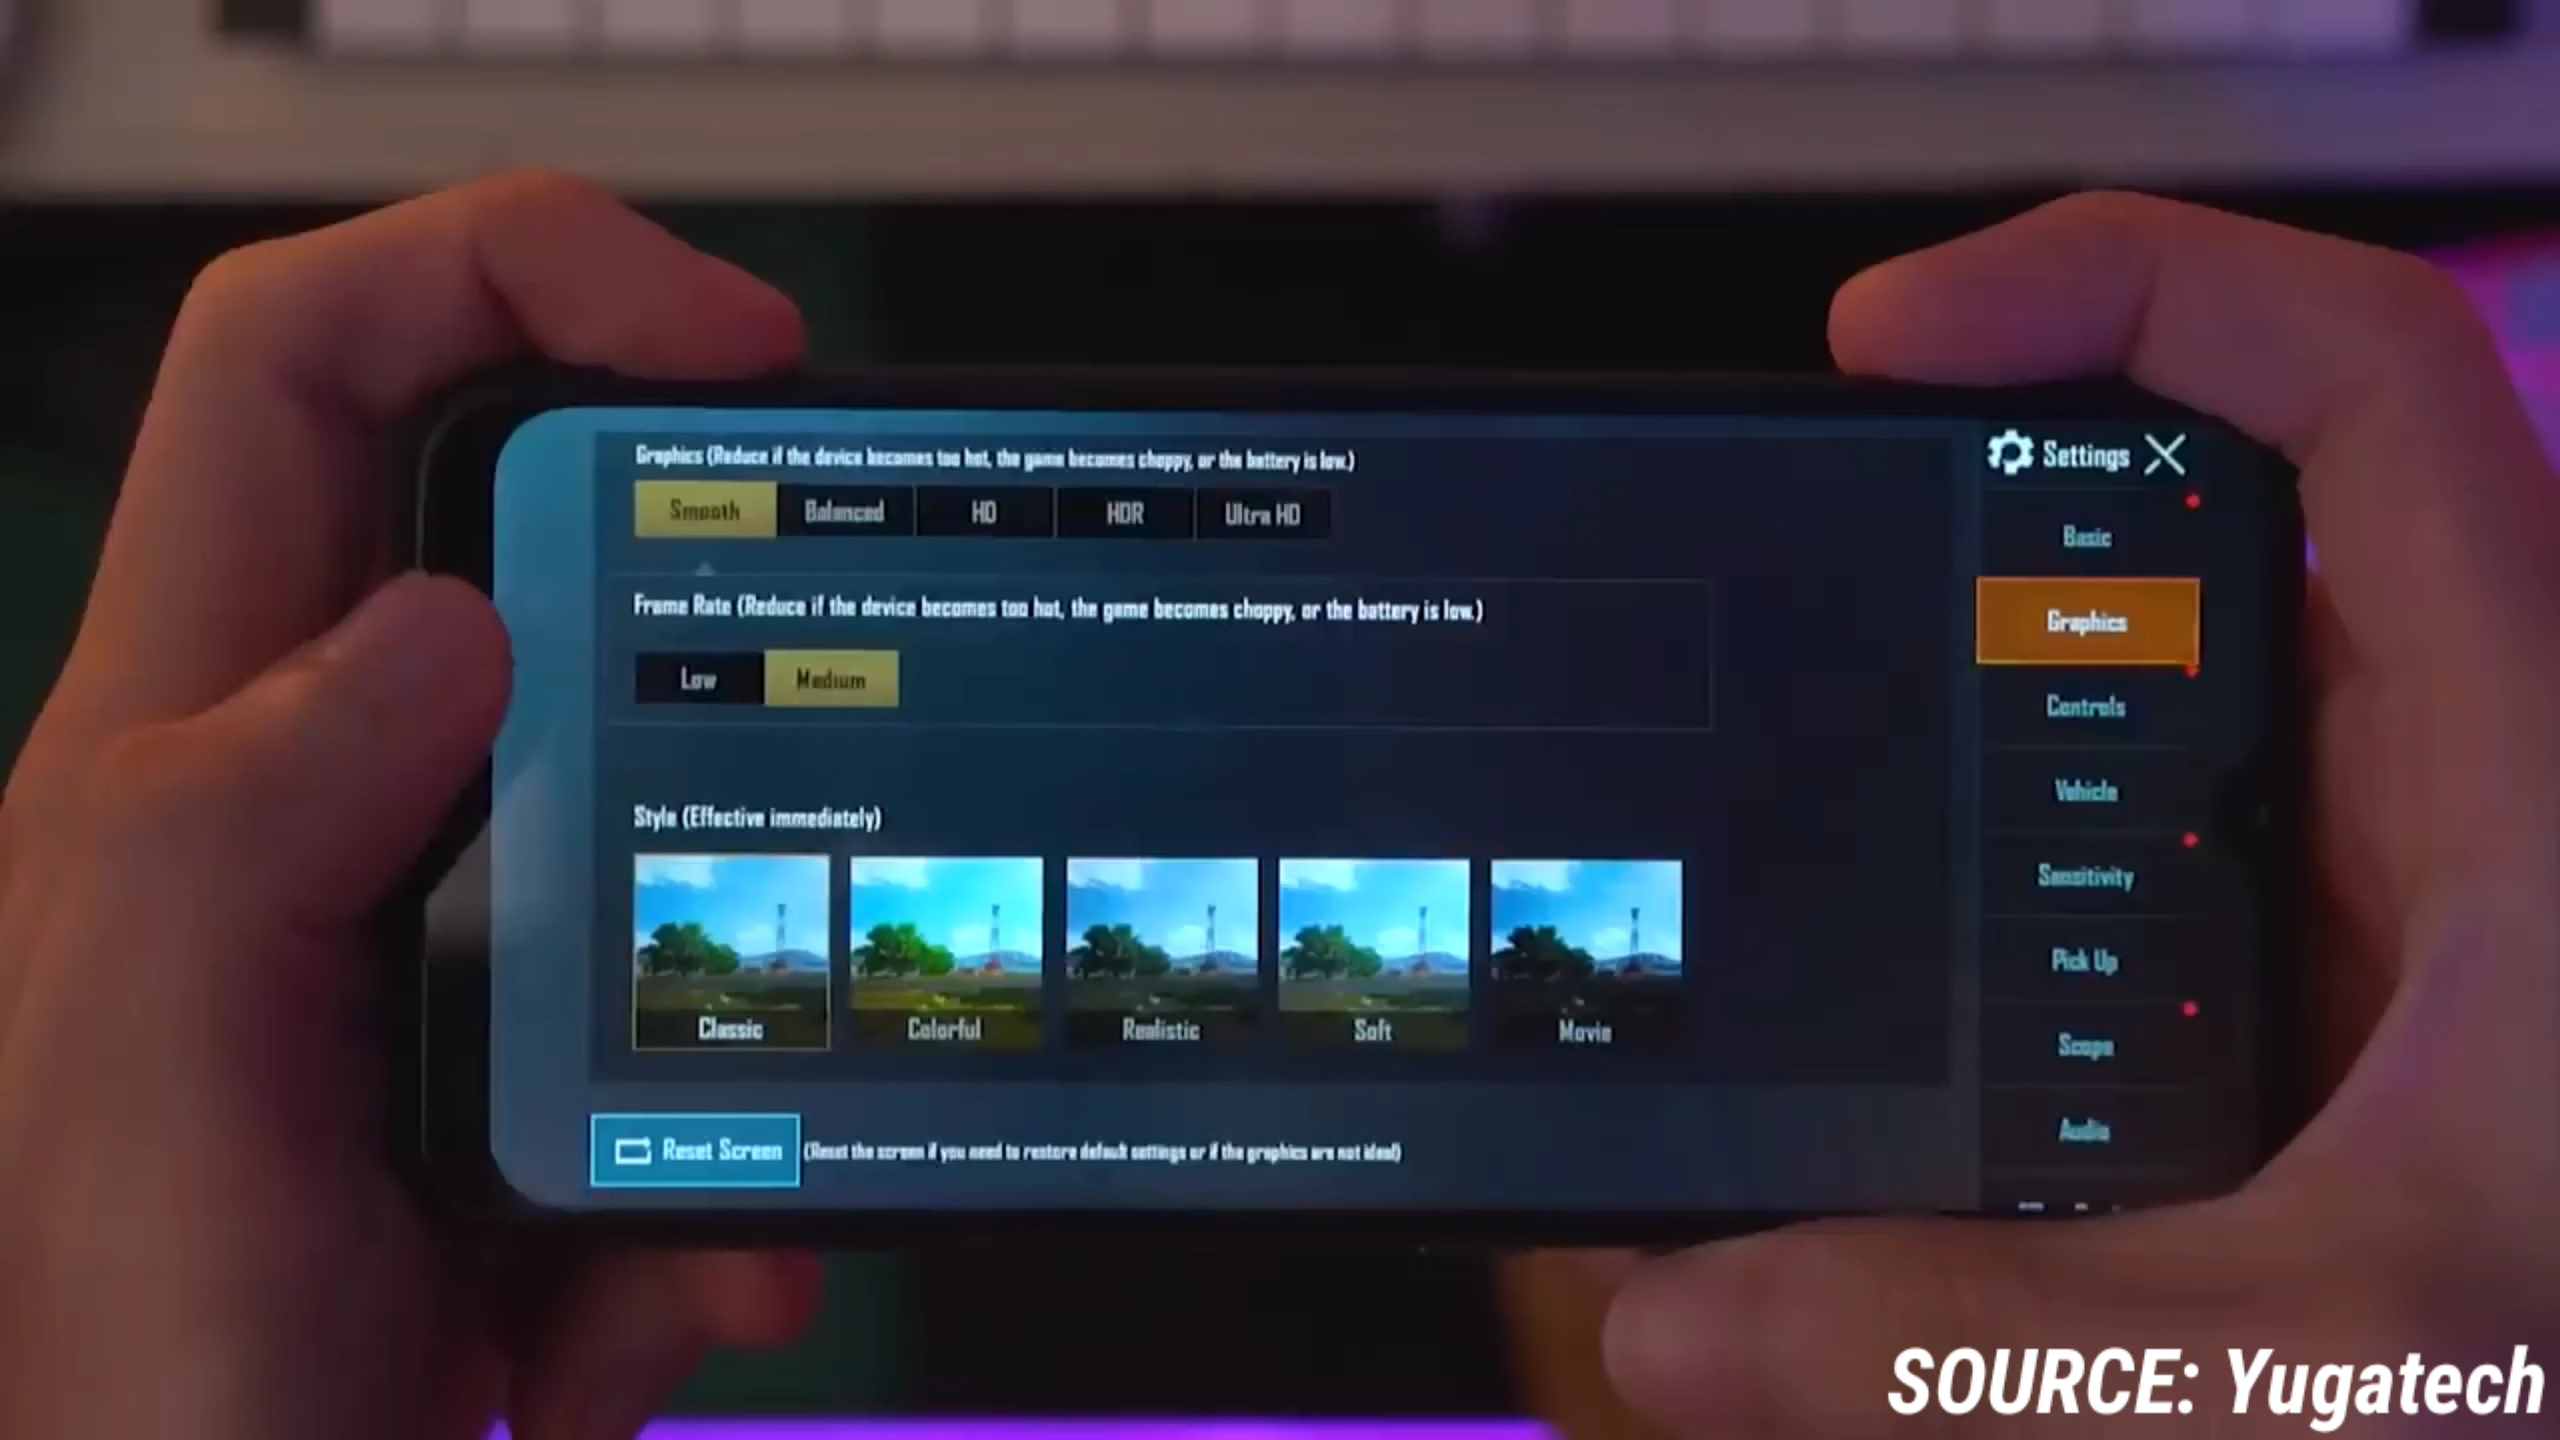 Graphics (Reduce if the device becomes too hot, the game becomes choppy, or the battery is low.)
Smooth Balanced HD HDR Ultra HD
Frame Rate (Reduce if the device becomes too hot, the game becomes choppy, or the battery is low.)
Low Medium
Style (Effective immediately)
Classic Colorful Realistic Soft Movie
Reset Screen (Reset the screen if you need to restore default settings or if the graphics are not ideal)
Settings
Basic
Graphics
Controls
Vehicle
Sensitivity
Pick Up
Scope
Audio
SOURCE: Yugatech